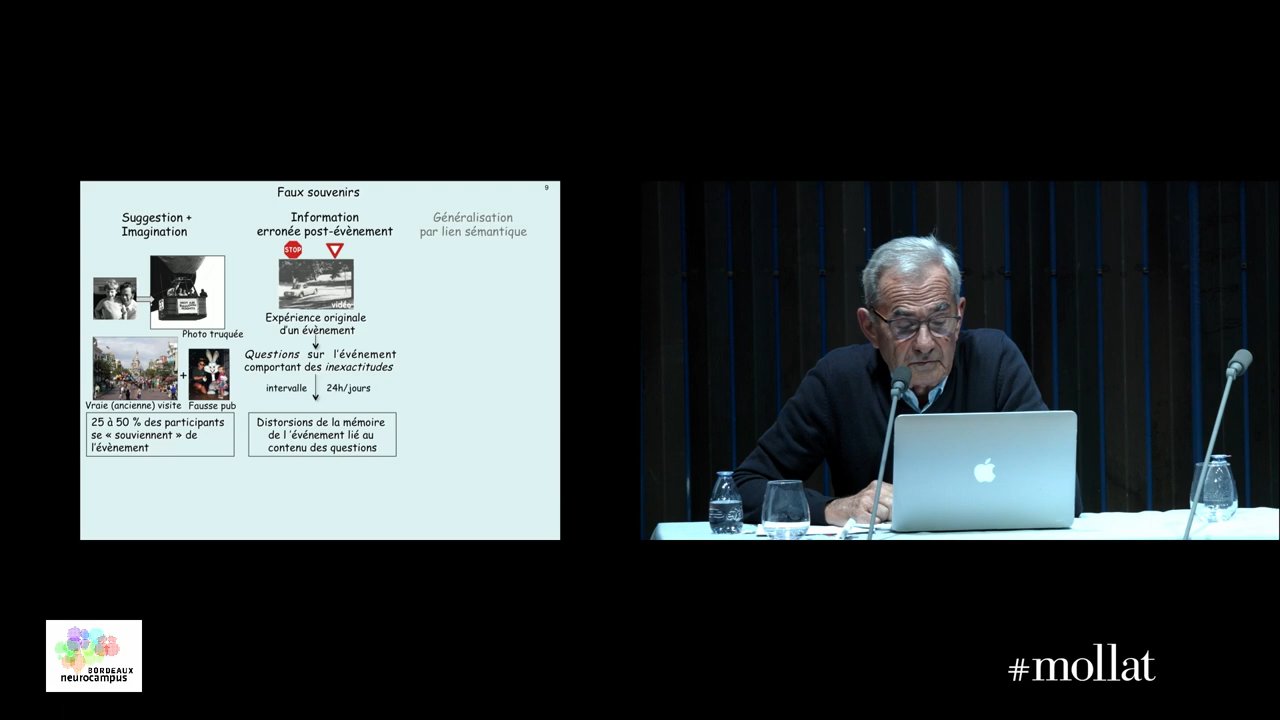 Faux souvenirs
9
Suggestion +
Imagination
Photo truquée
+
Vraie (ancienne) visite
Fausse pub
25 à 50 % des participants
se « souviennent » de
l'évènement
Information
erronée post-évènement
STOP
vidéo
Expérience originale
d'un évènement
Questions sur l'événement
comportant des inexactitudes
intervalle
24h/jours
Distorsions de la mémoire
de l 'événement lié au
contenu des questions
Généralisation
par lien sémantique
BORDEAUX
neurocampus
#mollat